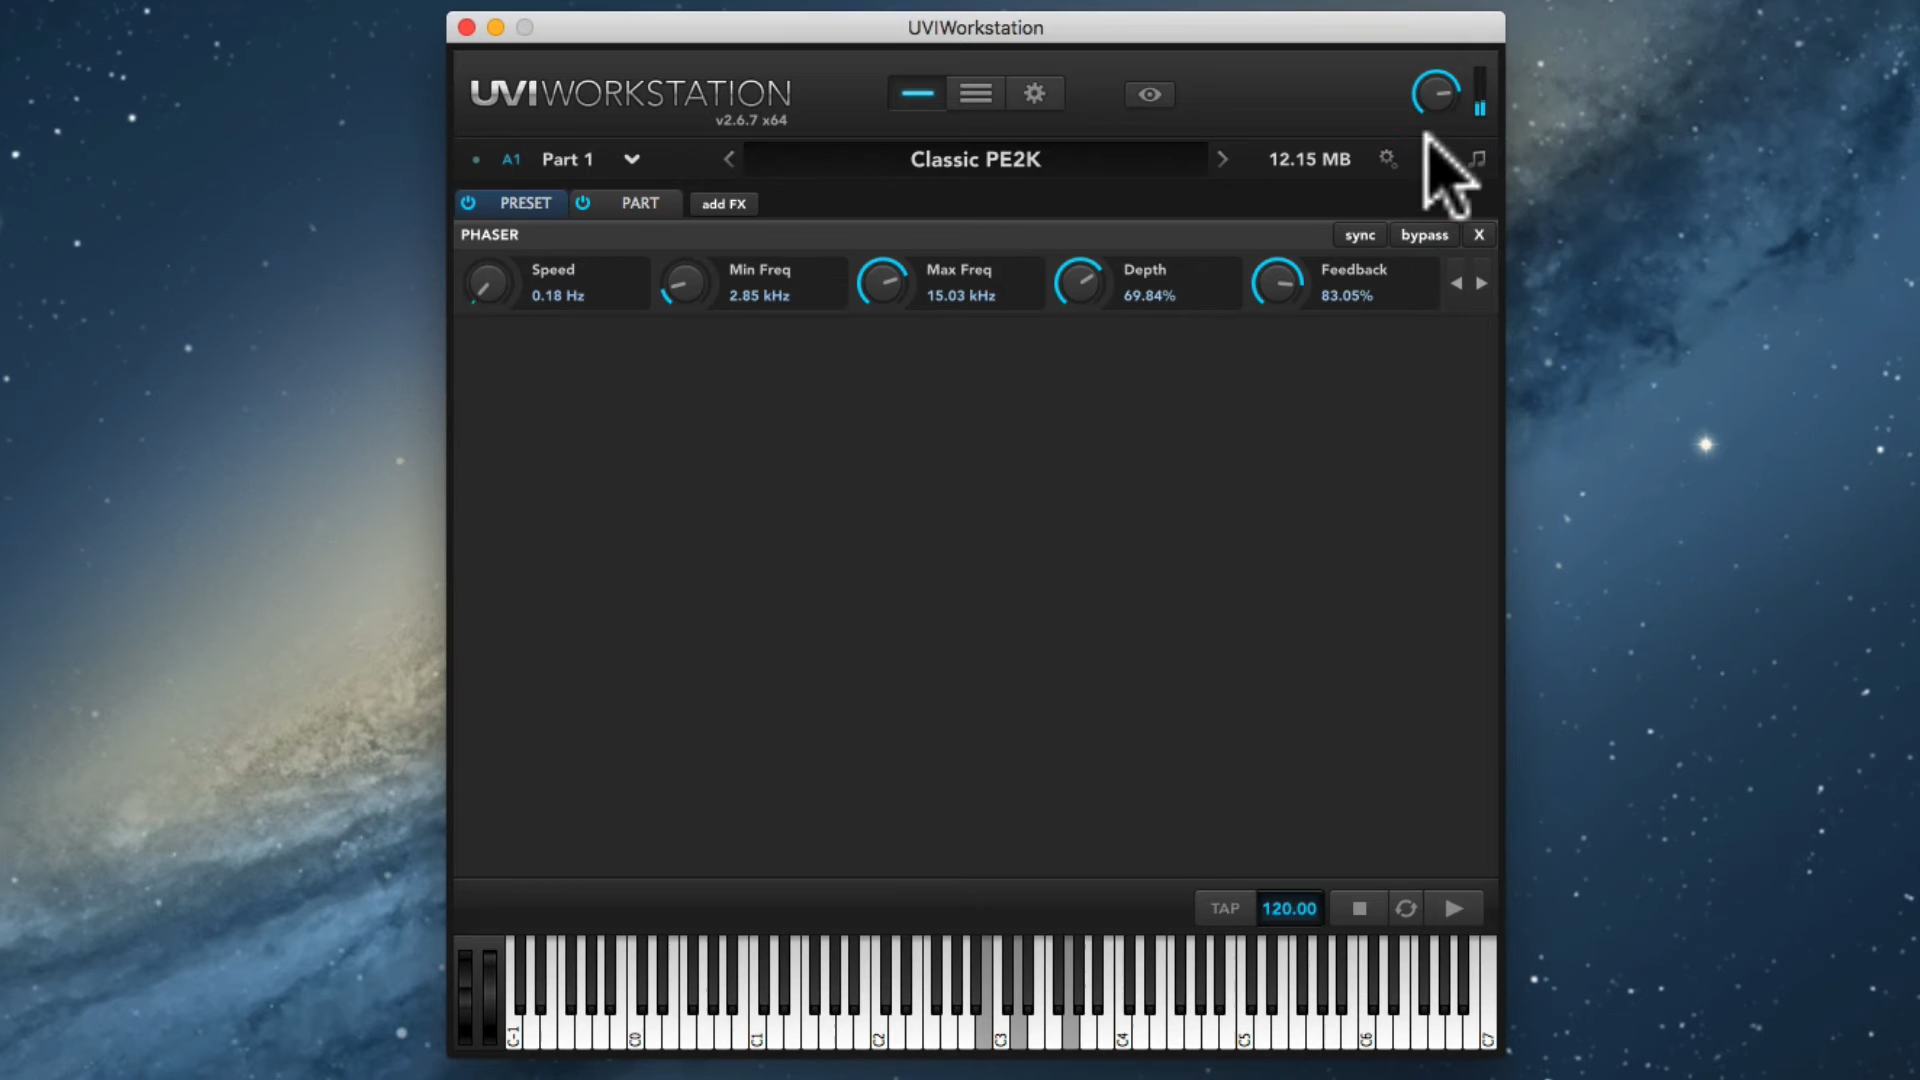 UVIWorkstation
UVIWORKSTATION
v2.6.7 x64
A1 Part 1 Classic PE2K 12.15 MB
PRESET PART add FX
PHASER sync bypass X
Speed Min Freq Max Freq Depth Feedback
0.18 Hz 2.85 kHz 15.03 kHz 69.84% 83.05%
TAP 120.00
C-1 C0 C1 C2 C3 C4 C5 C6 C7